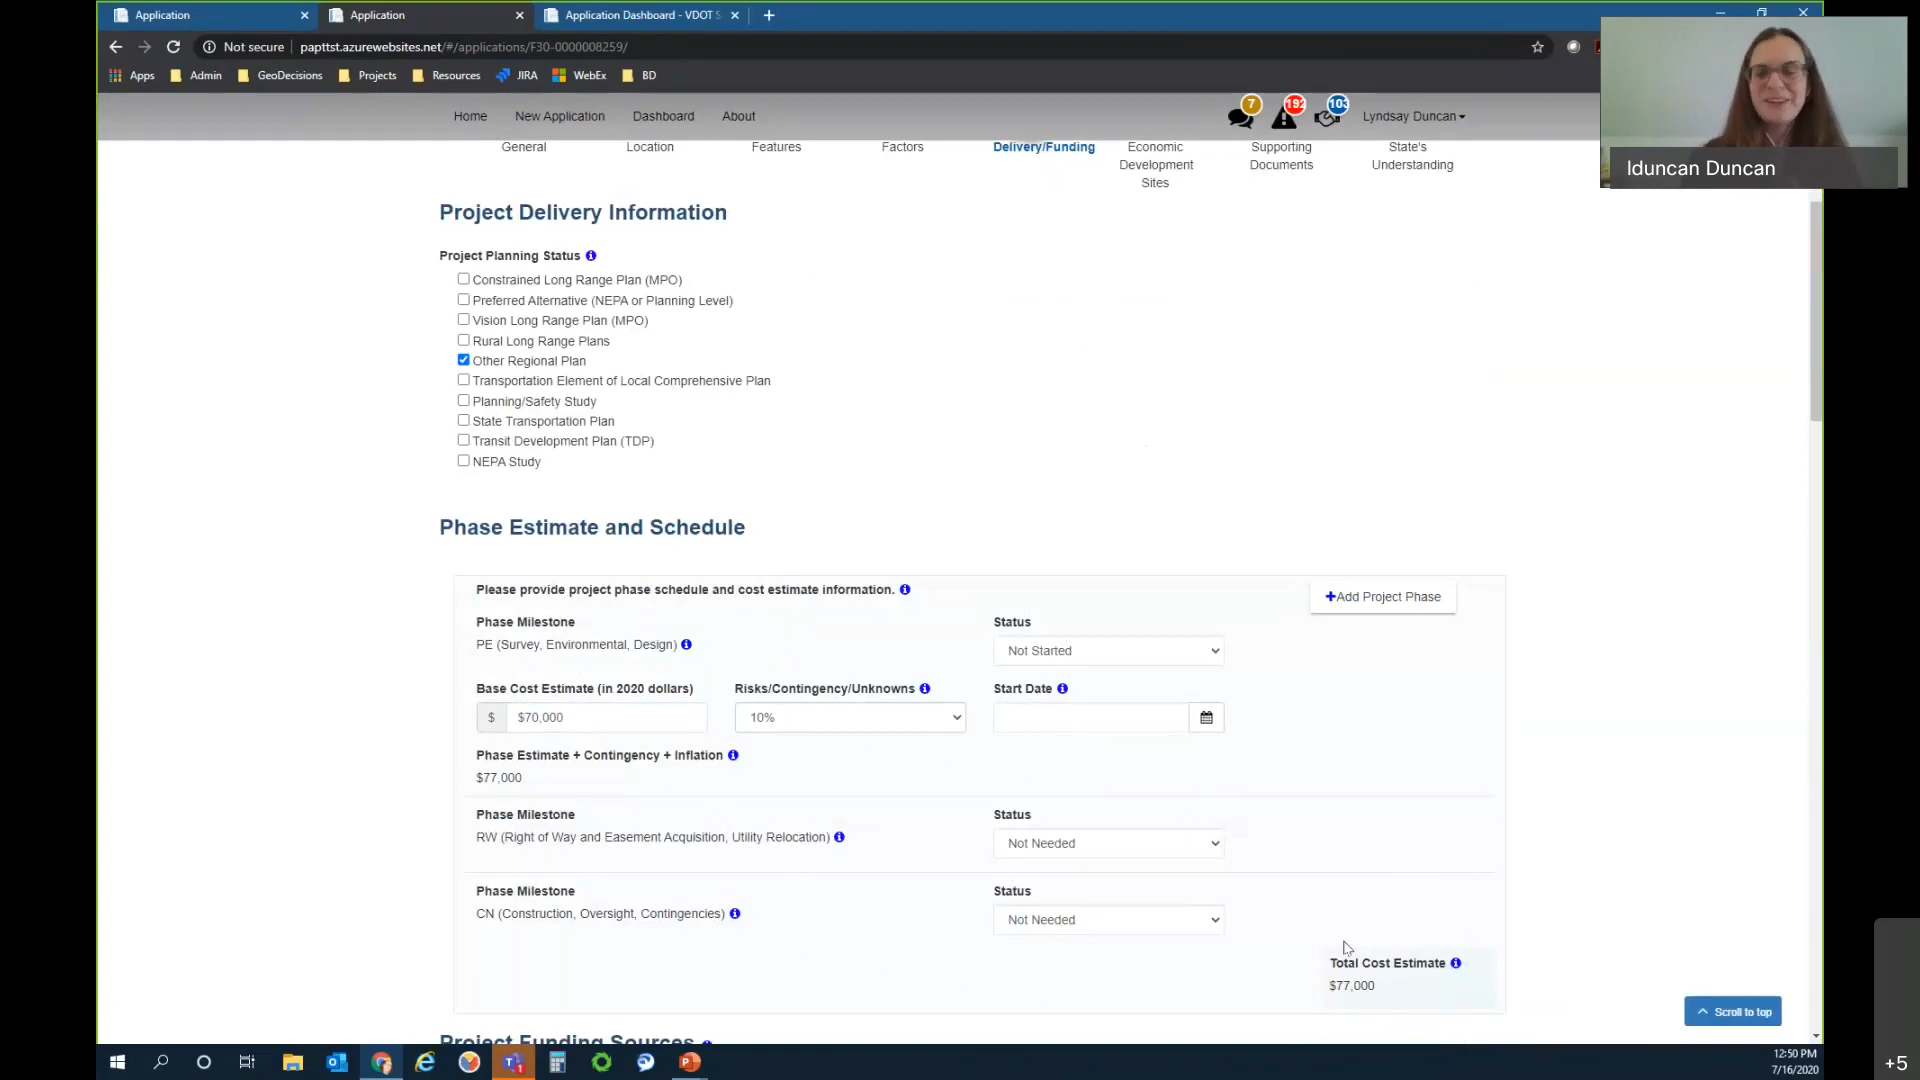 Application
Application
Application Dashboard - VDOT S
Not secure
papttst.azurewebsites.net/#/applications/F30-0000008259/
Apps
Admin
GeoDecisions
Projects
Resources
JIRA
WebEx
BD
Home
New Application
Dashboard
About
7
192
103
Lyndsay Duncan
lduncan Duncan
General
Location
Features
Factors
Delivery/Funding
Economic
Development
Sites
Supporting
Documents
State's
Understanding
Project Delivery Information
Project Planning Status
Constrained Long Range Plan (MPO)
Preferred Alternative (NEPA or Planning Level)
Vision Long Range Plan (MPO)
Rural Long Range Plans
Other Regional Plan
Transportation Element of Local Comprehensive Plan
Planning/Safety Study
State Transportation Plan
Transit Development Plan (TDP)
NEPA Study
Phase Estimate and Schedule
Please provide project phase schedule and cost estimate information.
+Add Project Phase
Phase Milestone
Status
PE (Survey, Environmental, Design)
Not Started
Base Cost Estimate (in 2020 dollars)
Risks/Contingency/Unknowns
Start Date
$ $70,000
10%
Phase Estimate + Contingency + Inflation
$77,000
Phase Milestone
Status
RW (Right of Way and Easement Acquisition, Utility Relocation)
Not Needed
Phase Milestone
Status
CN (Construction, Oversight, Contingencies)
Not Needed
Total Cost Estimate
$77,000
Scroll to top
Project Funding Sources
12:50 PM
7/16/2020
+5